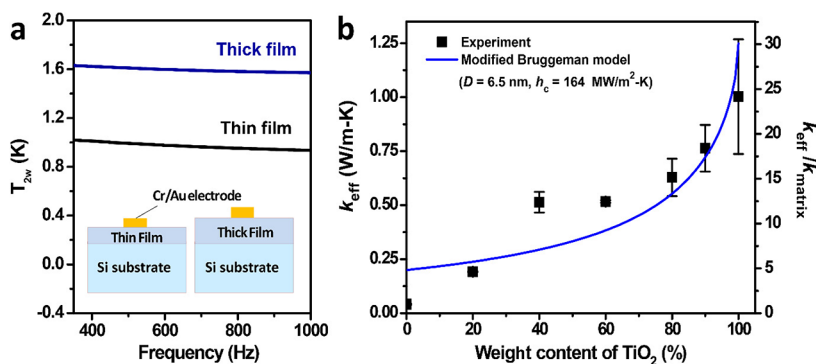 a
T2w (K)
2.0
1.6
1.2
0.8
0.4
0.0
-0.4
Thick film
Thin film
Cr/Au electrode
Thin Film
Thick Film
Si substrate
Si substrate
400
600
800
1000
Frequency (Hz)
b
keff (W/m-K)
1.25
1.00
0.75
0.50
0.25
0.00
Experiment
Modified Bruggeman model
(D = 6.5 nm, hc = 164 MW/m²-K)
0
20
40
60
80
100
Weight content of TiO2 (%)
30
25
20
15
10
5
0
keff/kmatrix